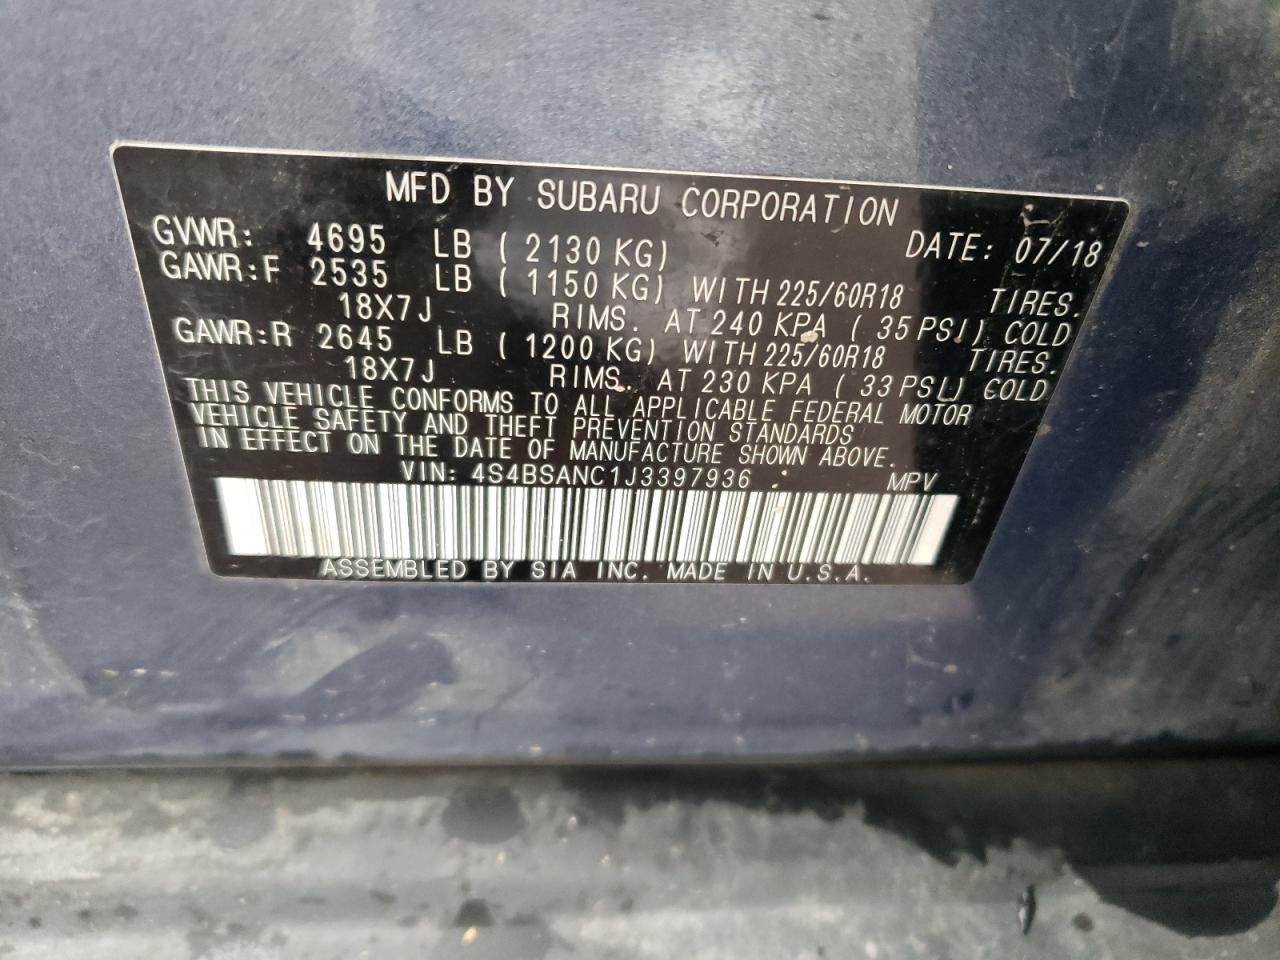 MFD BY SUBARU CORPORATION
GVWR: 4695 LB ( 2130 KG) DATE: 07/18
GAWR:F 2535 LB ( 1150 KG) WITH 225/60R18 TIRES.
18X7J RIMS. AT 240 KPA ( 35 PSI) COLD
GAWR:R 2645 LB ( 1200 KG) WITH 225/60R18 TIRES.
18X7J RIMS. AT 230 KPA ( 33 PSI) COLD
THIS VEHICLE CONFORMS TO ALL APPLICABLE FEDERAL MOTOR
VEHICLE SAFETY AND THEFT PREVENTION STANDARDS
IN EFFECT ON THE DATE OF MANUFACTURE SHOWN ABOVE.
VIN: 4S4BSANC1J3397936 MPV
ASSEMBLED BY SIA INC. MADE IN U.S.A.